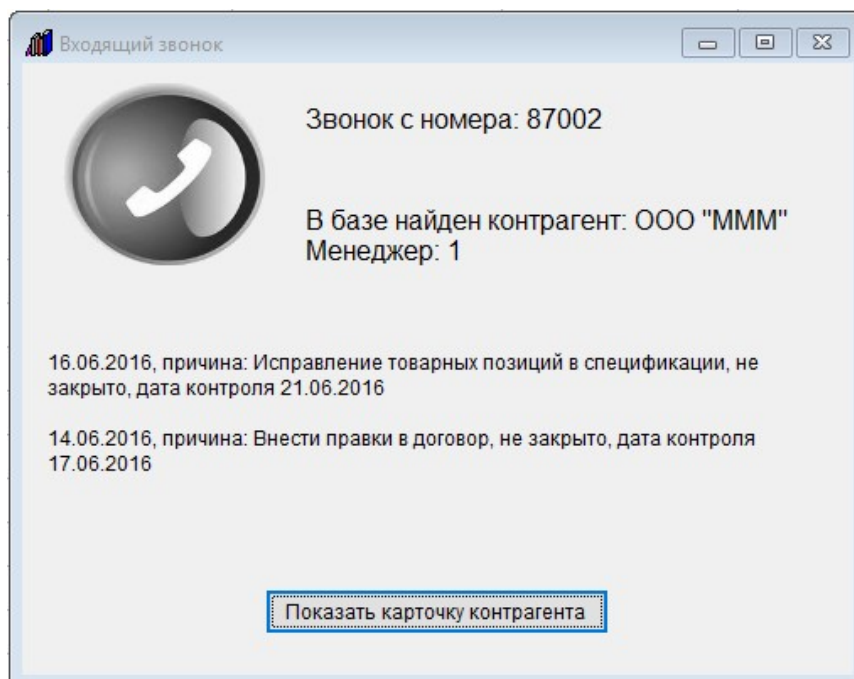 Входящий звонок
Звонок с номера: 87002
В базе найден контрагент: ООО "МММ"
Менеджер: 1
16.06.2016, причина: Исправление товарных позиций в спецификации, не
закрыто, дата контроля 21.06.2016
14.06.2016, причина: Внести правки в договор, не закрыто, дата контроля
17.06.2016
Показать карточку контрагента